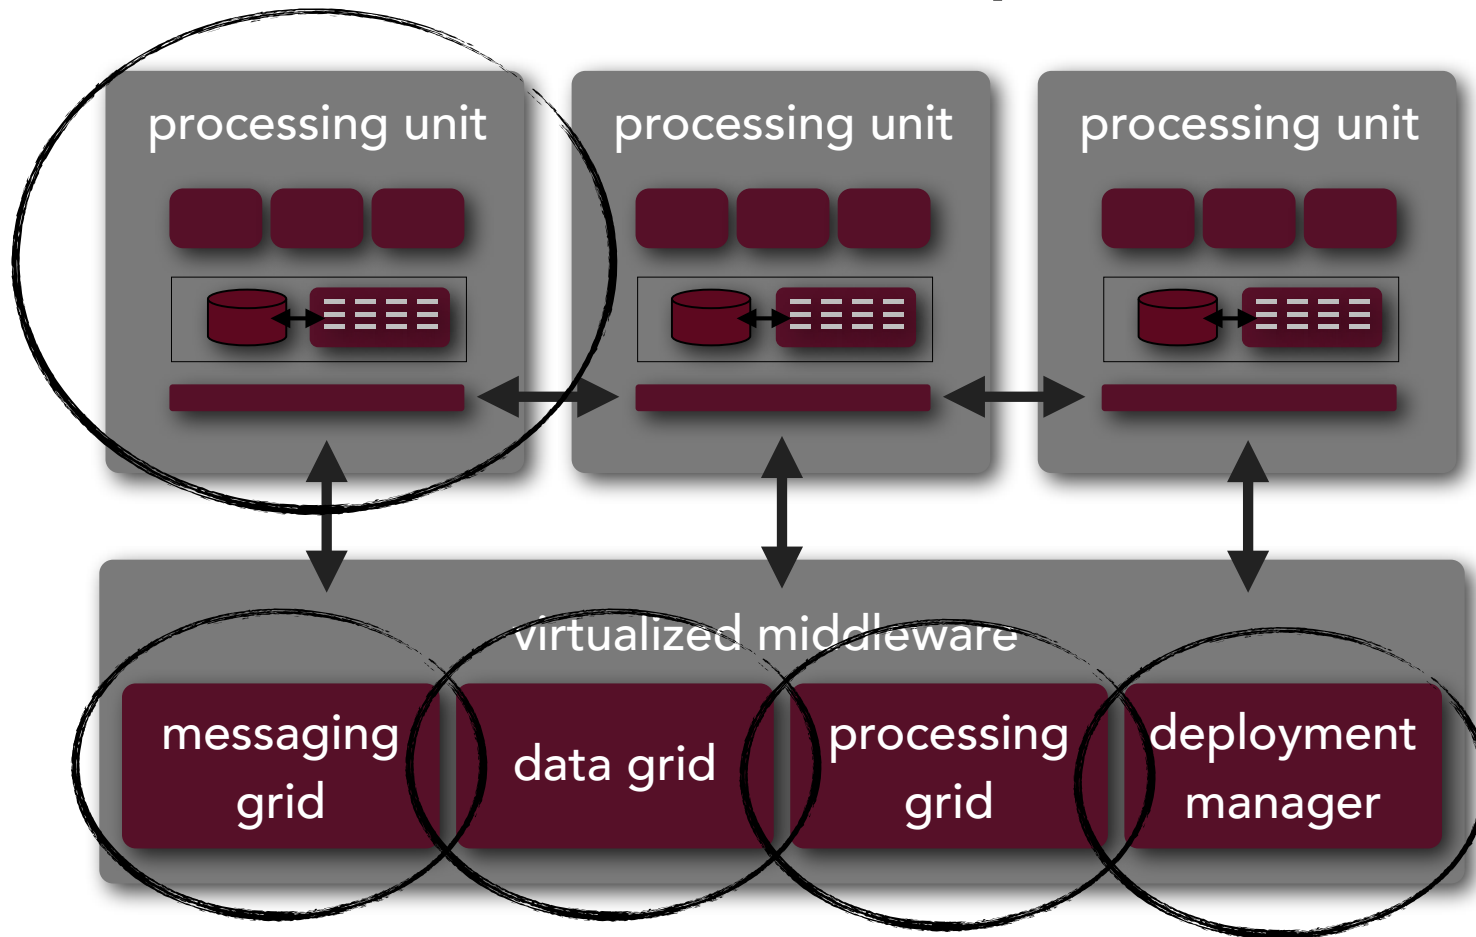 processing unit
processing unit
processing unit
virtualized middleware
messaging
grid
data grid
processing
grid
deployment
manager